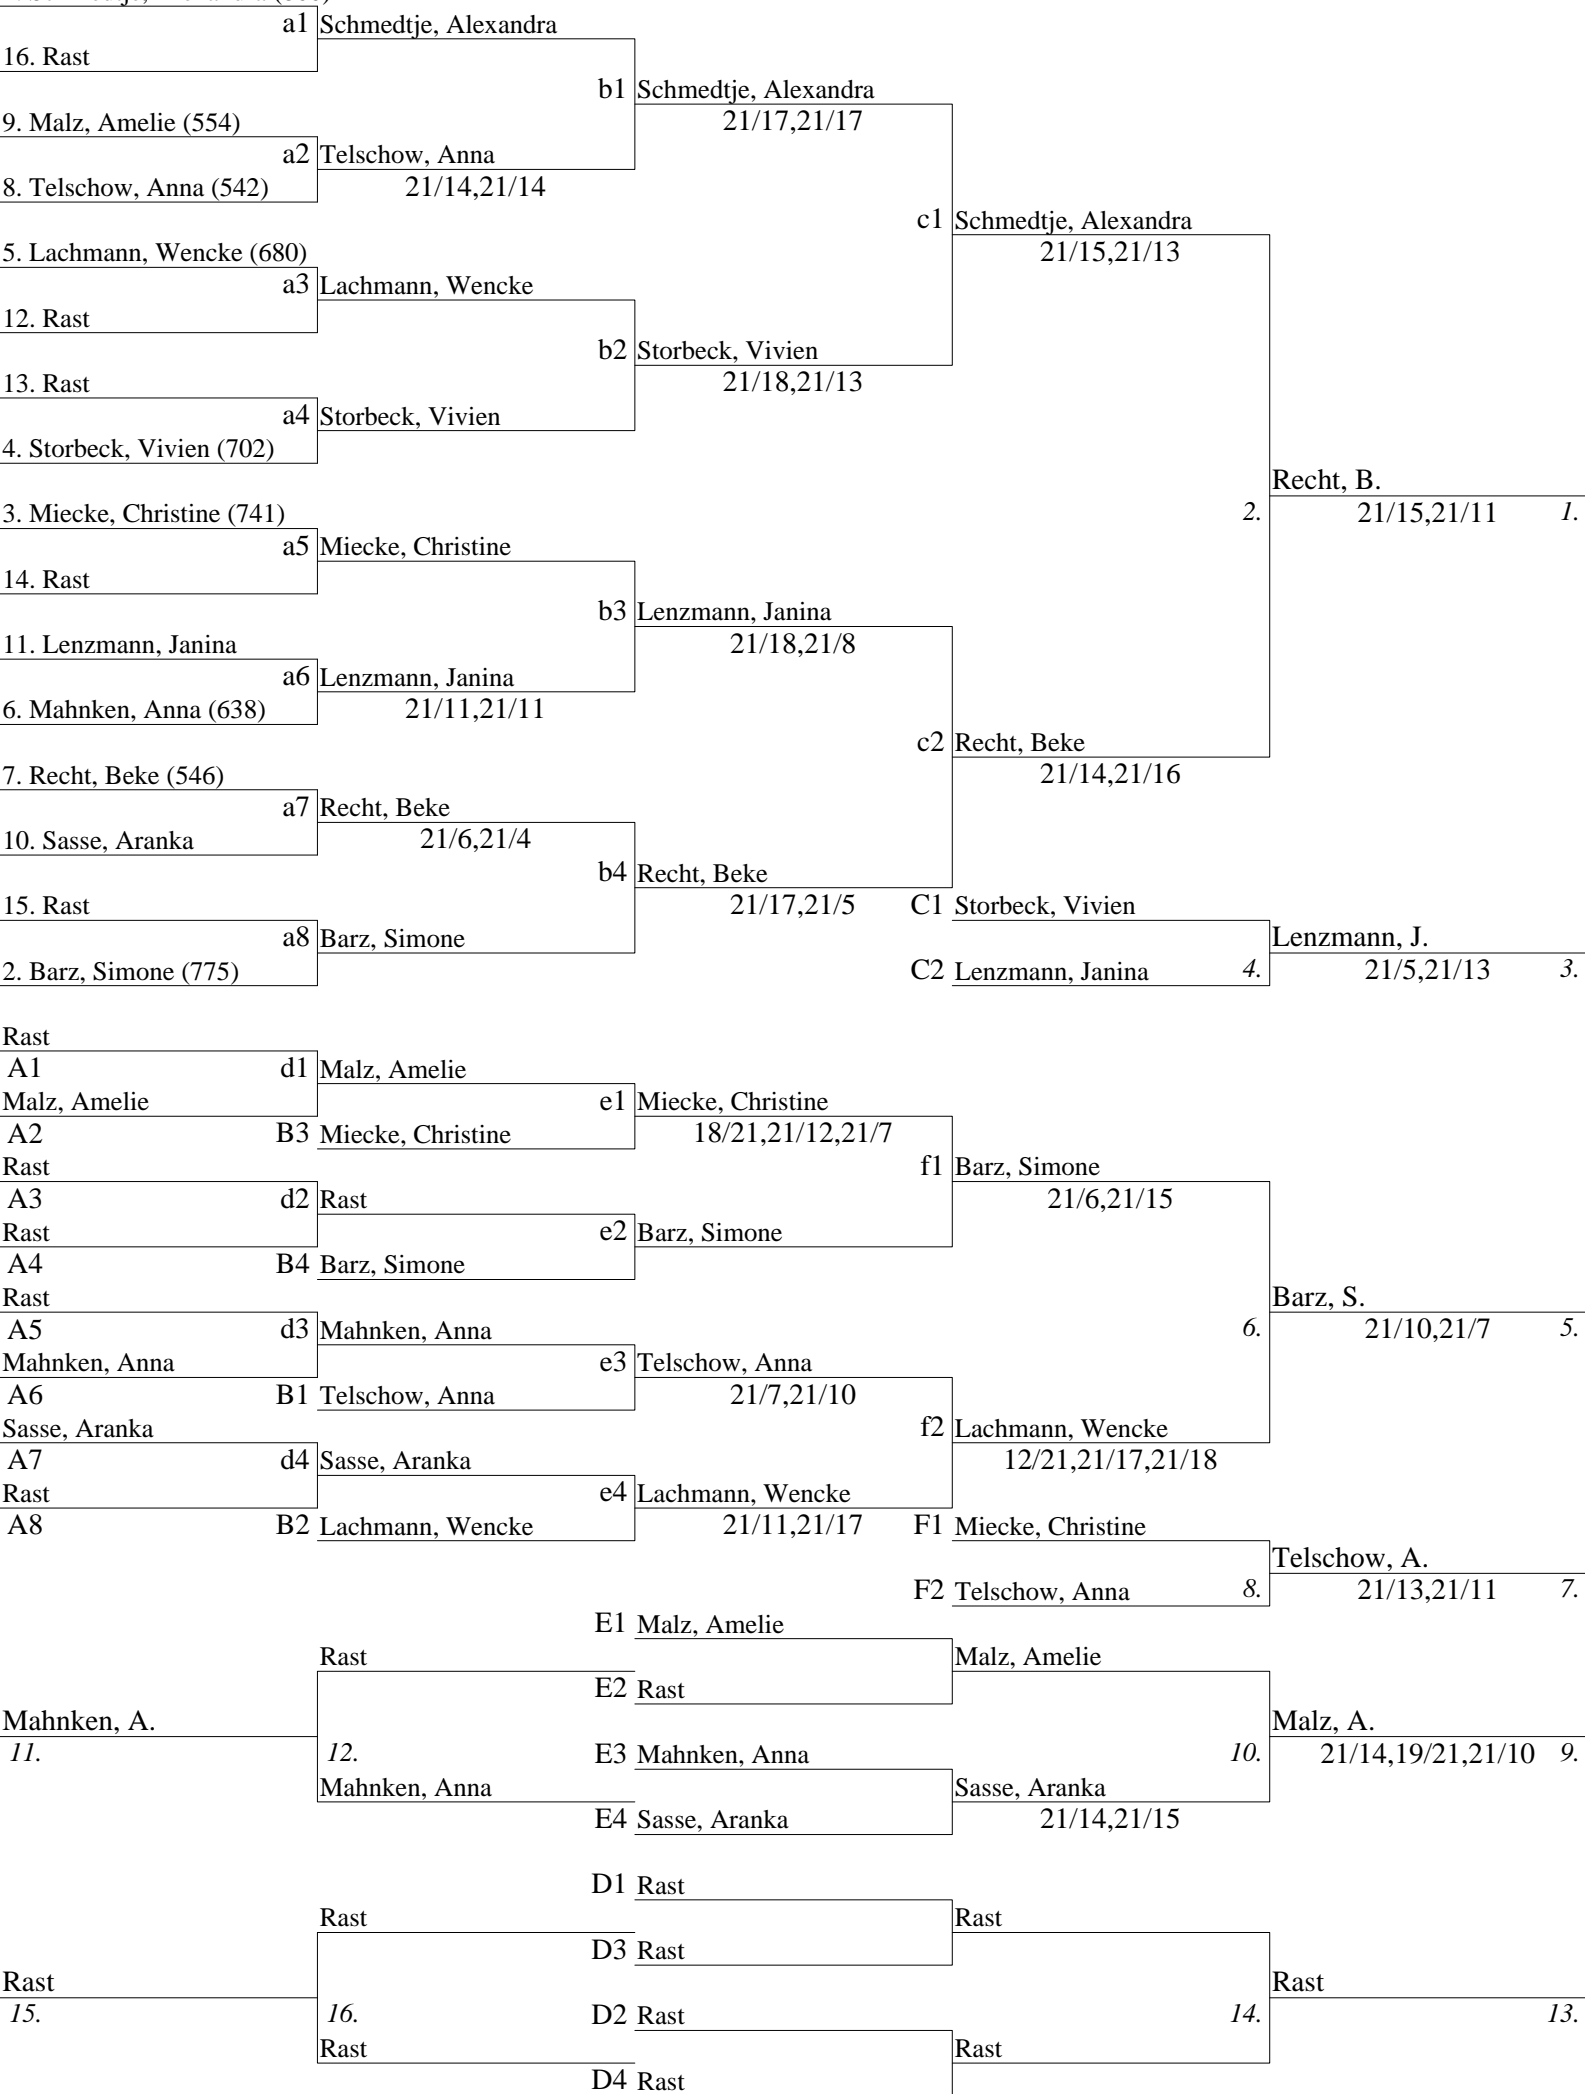 a1 Schmedtje, Alexandra
16. Rast
b1 Schmedtje, Alexandra
21/17,21/17
9. Malz, Amelie (554)
a2 Telschow, Anna
21/14,21/14
8. Telschow, Anna (542)
c1 Schmedtje, Alexandra
21/15,21/13
5. Lachmann, Wencke (680)
a3 Lachmann, Wencke
12. Rast
b2 Storbeck, Vivien
21/18,21/13
13. Rast
a4 Storbeck, Vivien
4. Storbeck, Vivien (702)
Recht, B.
2. 21/15,21/11 1.
3. Miecke, Christine (741)
a5 Miecke, Christine
14. Rast
b3 Lenzmann, Janina
21/18,21/8
11. Lenzmann, Janina
a6 Lenzmann, Janina
21/11,21/11
6. Mahnken, Anna (638)
c2 Recht, Beke
21/14,21/16
7. Recht, Beke (546)
a7 Recht, Beke
21/6,21/4
10. Sasse, Aranka
b4 Recht, Beke
21/17,21/5
15. Rast
C1 Storbeck, Vivien
a8 Barz, Simone
Lenzmann, J.
2. Barz, Simone (775)
C2 Lenzmann, Janina 4. 21/5,21/13 3.
Rast
A1 d1 Malz, Amelie
Malz, Amelie
e1 Miecke, Christine
A2 B3 Miecke, Christine
18/21,21/12,21/7
Rast
f1 Barz, Simone
A3 d2 Rast
21/6,21/15
Rast
e2 Barz, Simone
A4 B4 Barz, Simone
Rast
Barz, S.
A5 d3 Mahnken, Anna
6. 21/10,21/7 5.
Mahnken, Anna
e3 Telschow, Anna
A6 B1 Telschow, Anna
21/7,21/10
Sasse, Aranka
f2 Lachmann, Wencke
A7 d4 Sasse, Aranka
12/21,21/17,21/18
Rast
e4 Lachmann, Wencke
A8 B2 Lachmann, Wencke
21/11,21/17
F1 Miecke, Christine
Telschow, A.
F2 Telschow, Anna 8. 21/13,21/11 7.
E1 Malz, Amelie
Rast
Malz, Amelie
E2 Rast
Mahnken, A.
Malz, A.
11. 12. E3 Mahnken, Anna 10. 21/14,19/21,21/10 9.
Mahnken, Anna
Sasse, Aranka
E4 Sasse, Aranka
21/14,21/15
D1 Rast
Rast
Rast
D3 Rast
Rast
Rast
15. 16. D2 Rast 14. 13.
Rast
Rast
D4 Rast